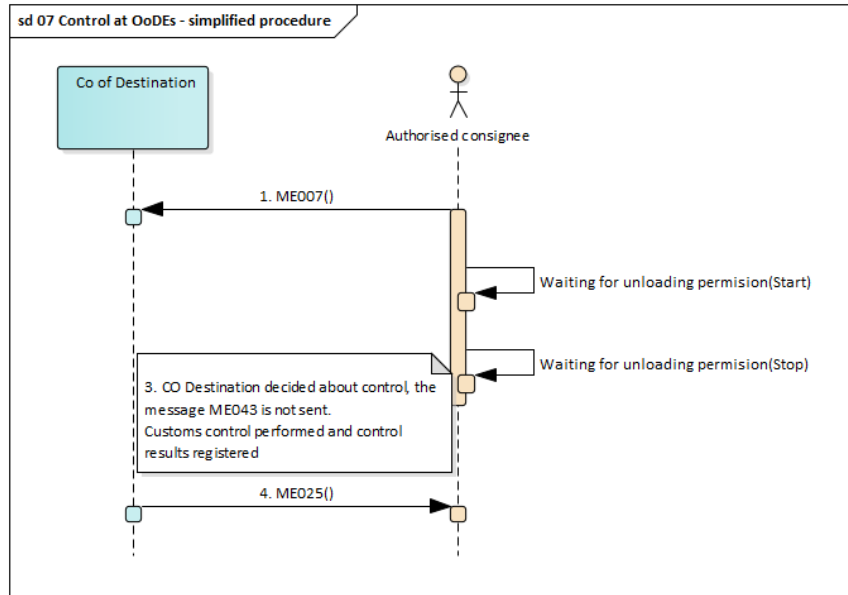 sd 07 Control at OoDEs - simplified procedure
Co of Destination
Authorised consignee
1. ME007()
Waiting for unloading permision(Start)
Waiting for unloading permision(Stop)
3. CO Destination decided about control, the
message ME043 is not sent.
Customs control performed and control
results registered
4. ME025()